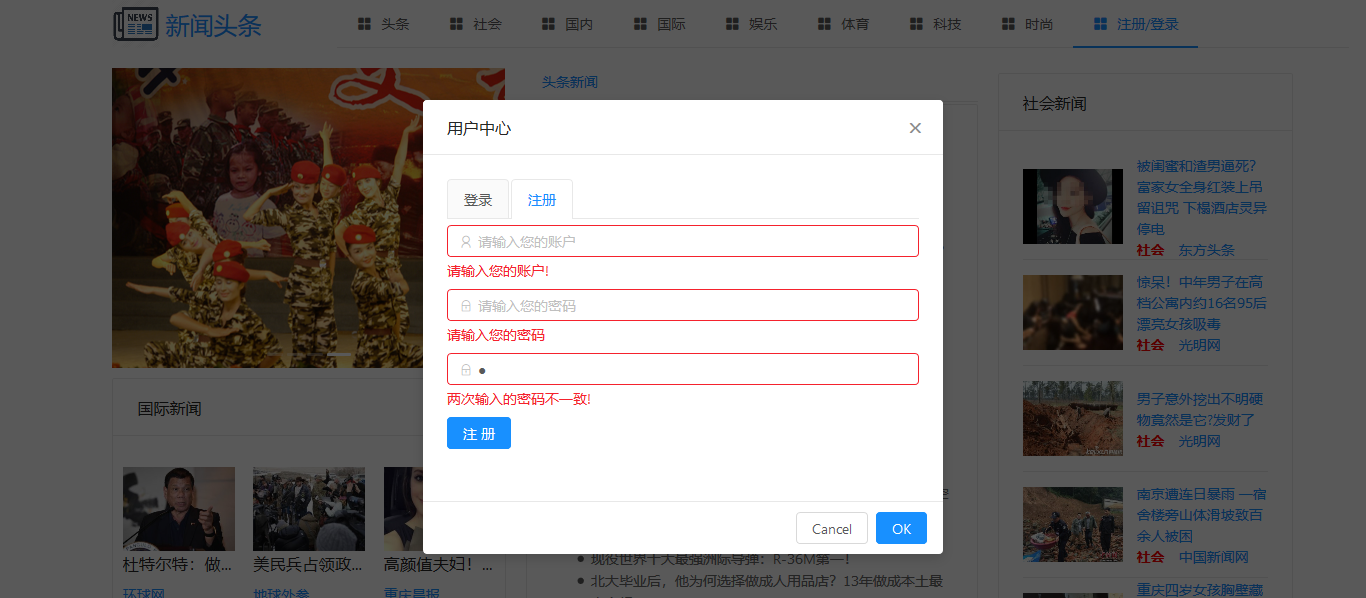 NEWS
新闻头条
头条
社会
国内
国际
娱乐
体育
科技
时尚
注册/登录
头条新闻
用户中心
登录
注册
请输入您的账户
请输入您的账户!
请输入您的密码
请输入您的密码
●
两次输入的密码不一致!
注 册
Cancel
OK
国际新闻
杜特尔特：做...
环球网
美民兵占领政...
地球外参
高颜值夫妇！...
重庆晨报
现役世界十大最强洲际导弹：R-36M第一！
北大毕业后，他为何选择做成人用品店？13年做成本土最
社会新闻
被闺蜜和渣男逼死?
富家女全身红装上吊
留诅咒 下榻酒店灵异
停电
社会 东方头条
惊呆！中年男子在高
档公寓内约16名95后
漂亮女孩吸毒
社会 光明网
男子意外挖出不明硬
物竟然是它?发财了
社会 光明网
南京遭连日暴雨 一宿
舍楼旁山体滑坡致百
余人被困
社会 中国新闻网
重庆四岁女孩胸壁藏